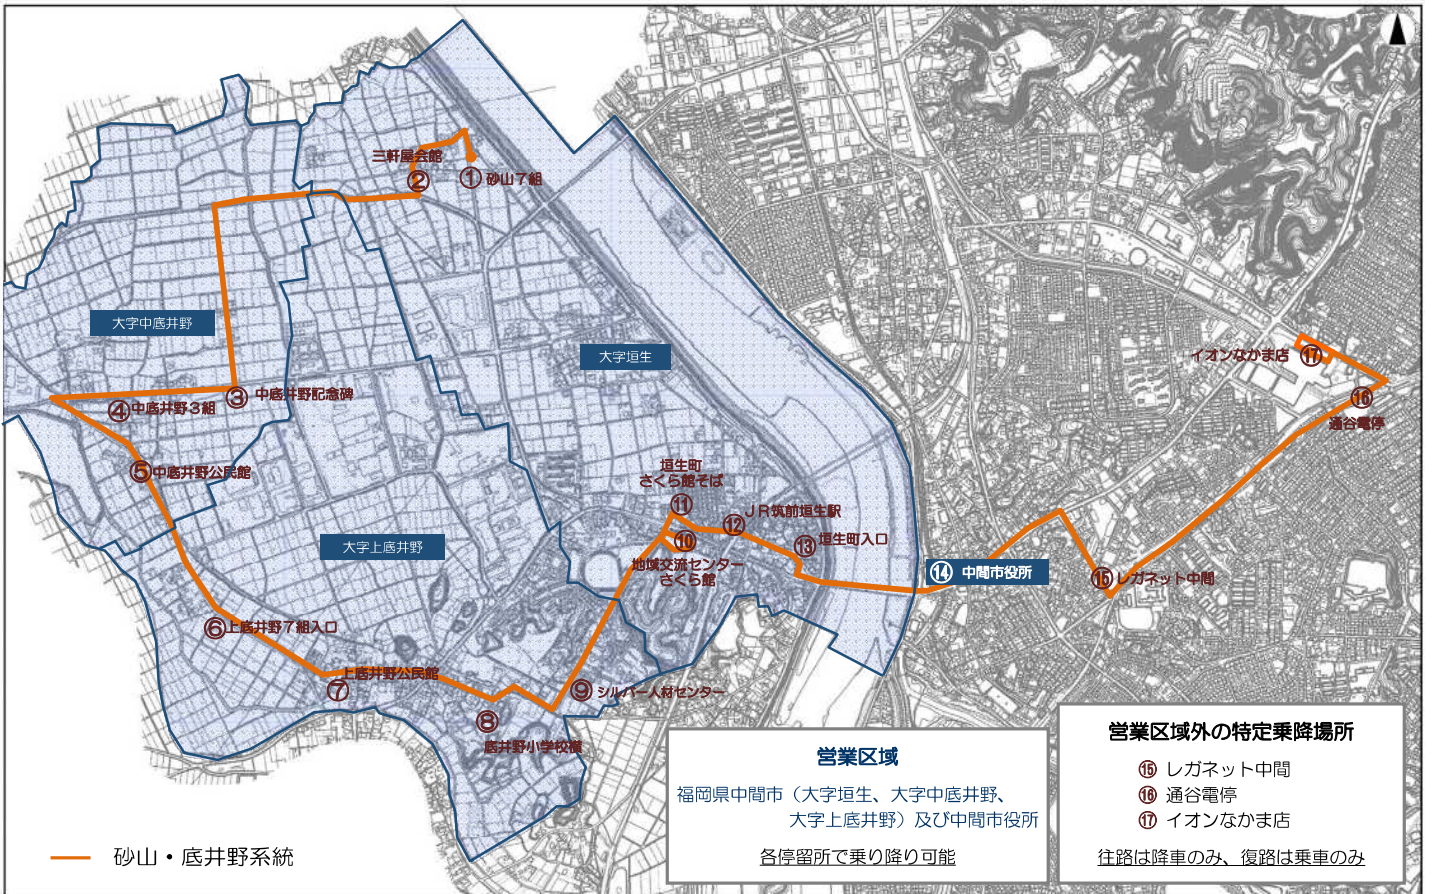 三軒屋会館
②
①
砂山7組
大字中底井野
大字垣生
イオンなかま店
⑰
⑯
通谷電停
③
中底井野記念碑
④
中底井野3組
⑤
中底井野公民館
垣生町
さくら館そば
⑪
⑫
JR筑前垣生駅
⑬
垣生町入口
⑩
地域交流センター
さくら館
大字上底井野
⑭ 中間市役所
⑮
レガネット中間
⑥
上底井野7組入口
上底井野公民館
⑦
⑨
シルバー人材センター
⑧
底井野小学校横
営業区域
福岡県中間市（大字垣生、大字中底井野、
大字上底井野）及び中間市役所
各停留所で乗り降り可能
営業区域外の特定乗降場所
⑮ レガネット中間
⑯ 通谷電停
⑰ イオンなかま店
往路は降車のみ、復路は乗車のみ
砂山・底井野系統